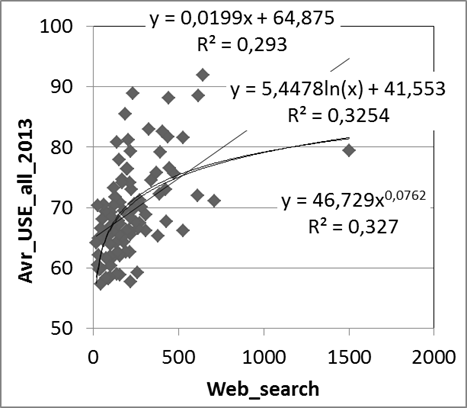 y = 0,0199x + 64,875
R² = 0,293
y = 5,4478ln(x) + 41,553
R² = 0,3254
y = 46,729x^0,0762
R² = 0,327
100
90
80
70
60
50
0 500 1000 1500 2000
Avr_USE_all_2013
Web_search